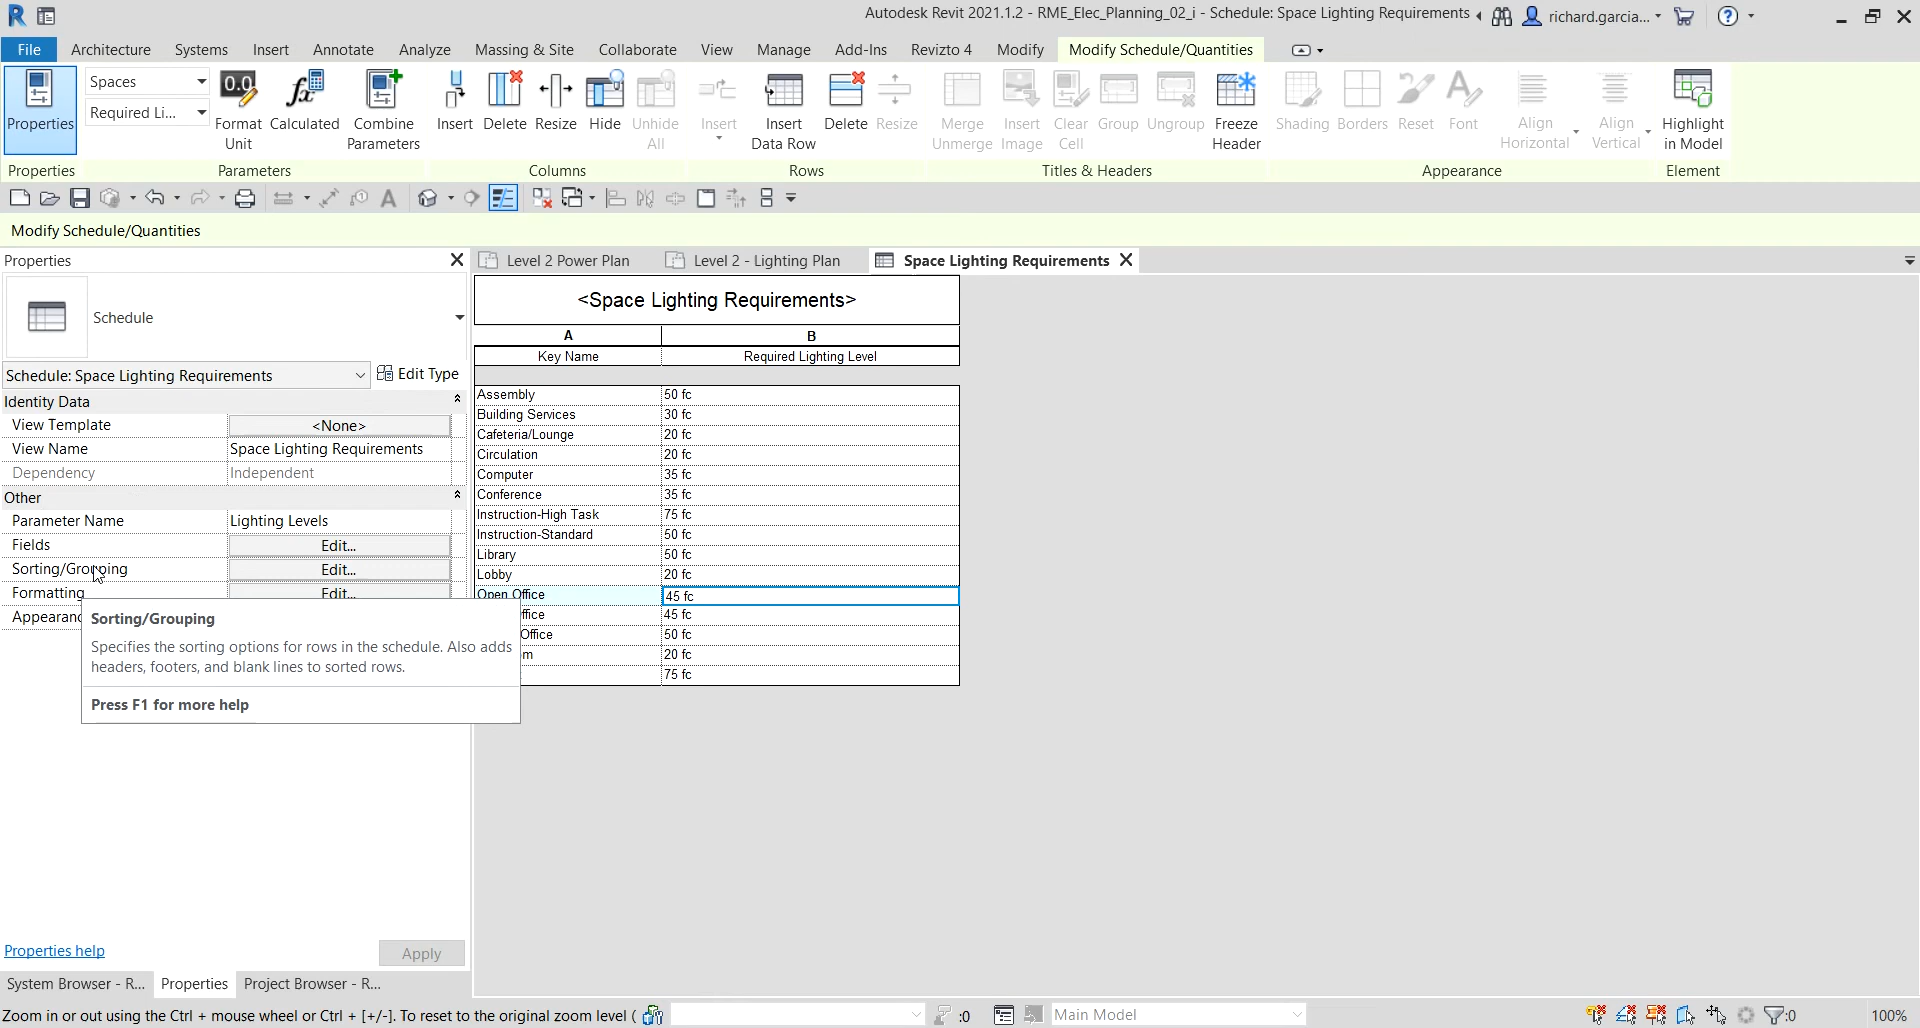 Autodesk Revit 2021.1.2 - RME_Elec_Planning_02_i - Schedule: Space Lighting Requirements
richard.garcia...
File Architecture Systems Insert Annotate Analyze Massing & Site Collaborate View Manage Add-Ins Revizto 4 Modify Modify Schedule/Quantities
Properties
Spaces
Required Li...
0.0
Format
Unit
Calculated
Combine
Parameters
Insert
Delete
Resize
Hide
Unhide
All
Insert
Insert
Data Row
Delete
Resize
Merge
Unmerge
Insert
Image
Clear
Cell
Group
Ungroup
Freeze
Header
Shading
Borders
Reset
Font
Align
Horizontal
Align
Vertical
Highlight
in Model
Properties Parameters Columns Rows Titles & Headers Appearance Element
Modify Schedule/Quantities
Properties
Level 2 Power Plan
Level 2 - Lighting Plan
Space Lighting Requirements
Schedule
Schedule: Space Lighting Requirements
Edit Type
Identity Data
View Template <None>
View Name Space Lighting Requirements
Dependency Independent
Other
Parameter Name Lighting Levels
Fields Edit...
Sorting/Grouping Edit...
Formatting Edit...
Appearanc
Sorting/Grouping
Specifies the sorting options for rows in the schedule. Also adds
headers, footers, and blank lines to sorted rows.
Press F1 for more help
<Space Lighting Requirements>
A B
Key Name Required Lighting Level
Assembly 50 fc
Building Services 30 fc
Cafeteria/Lounge 20 fc
Circulation 20 fc
Computer 35 fc
Conference 35 fc
Instruction-High Task 75 fc
Instruction-Standard 50 fc
Library 50 fc
Lobby 20 fc
Open Office 45 fc
ffice 45 fc
Office 50 fc
m 20 fc
75 fc
Properties help
Apply
System Browser - R... Properties Project Browser - R...
Zoom in or out using the Ctrl + mouse wheel or Ctrl + [+/-]. To reset to the original zoom level (
:0
Main Model
:0
100%